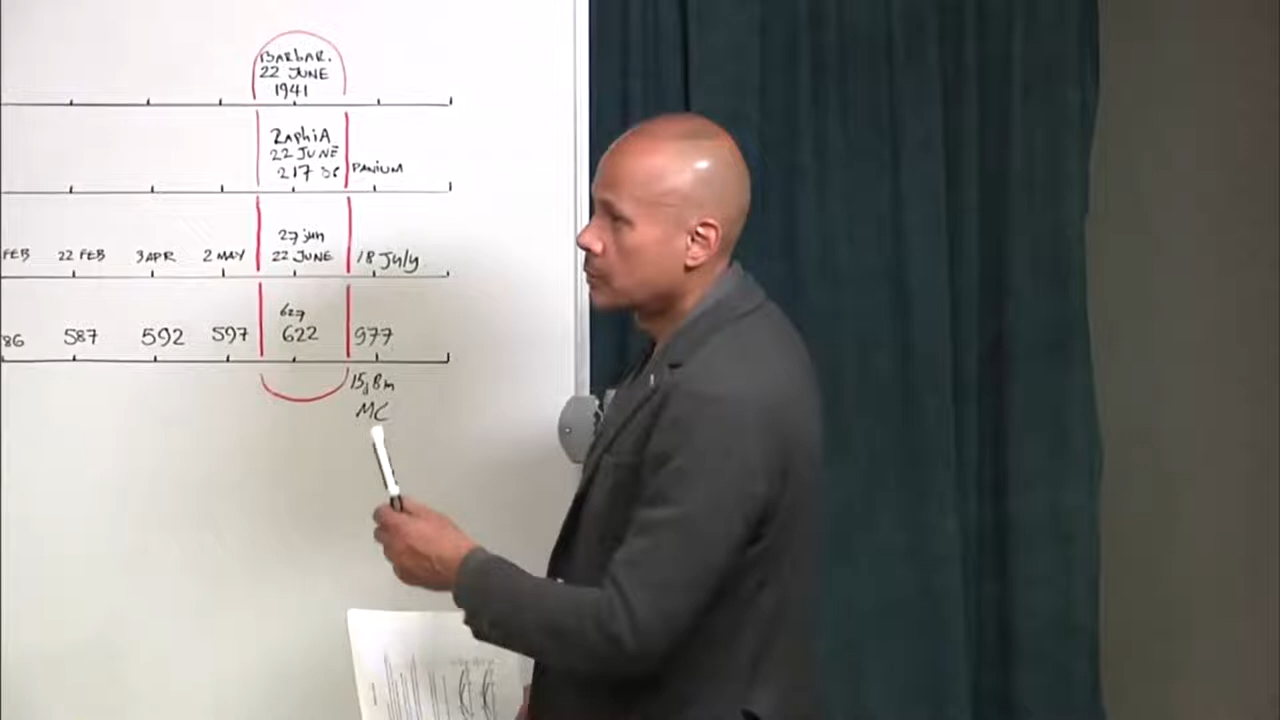 BARBAR.
22 JUNE
1941
RAPhiA
22 JUNE
217 BC
PANiUM
27 jun
FEB 22 FEB 3 APR 2 MAY 22 JUNE 18 July
627
86 587 592 597 622 977
15,8m
MC